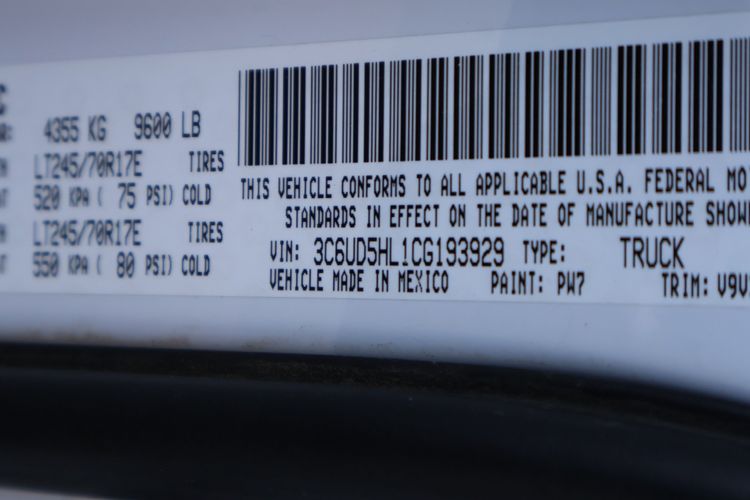 4355 KG 9600 LB
LT245/70R17E TIRES
520 KPA ( 75 PSI) COLD
LT245/70R17E TIRES
550 KPA ( 80 PSI) COLD
THIS VEHICLE CONFORMS TO ALL APPLICABLE U.S.A. FEDERAL MO
STANDARDS IN EFFECT ON THE DATE OF MANUFACTURE SHOW
VIN: 3C6UD5HL1CG193929 TYPE: TRUCK
VEHICLE MADE IN MEXICO PAINT: PW7 TRIM: V9V